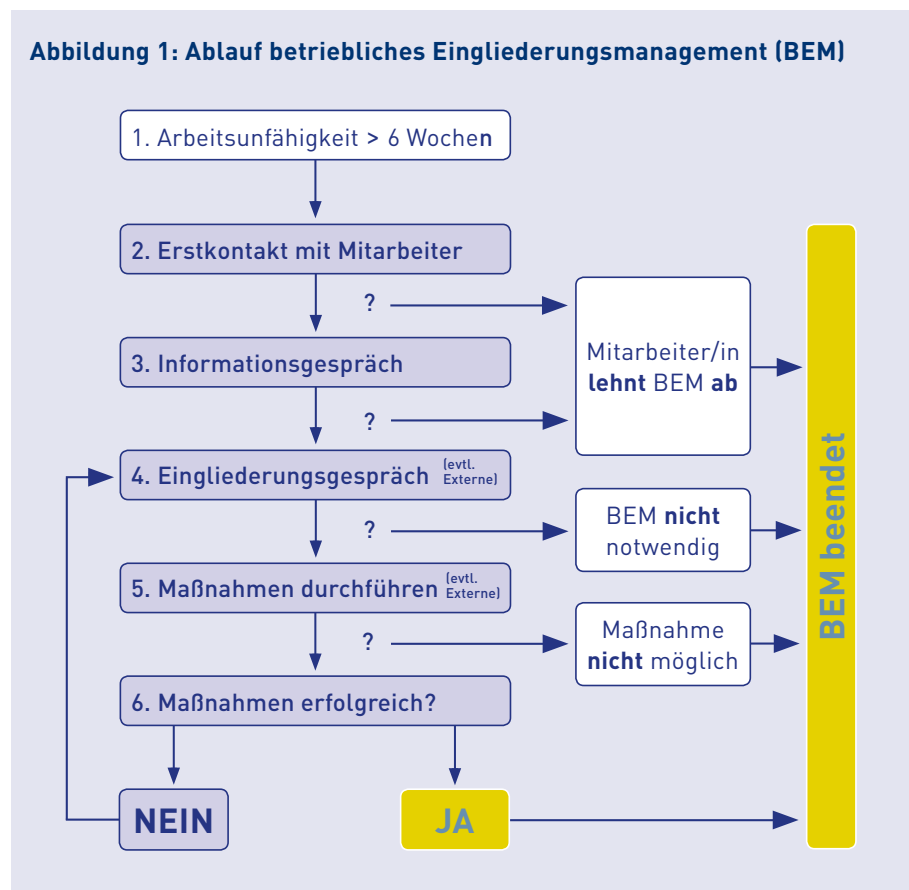 Abbildung 1: Ablauf betriebliches Eingliederungsmanagement (BEM)
1. Arbeitsunfähigkeit > 6 Wochen
2. Erstkontakt mit Mitarbeiter
?
3. Informationsgespräch
?
Mitarbeiter/in
lehnt BEM ab
4. Eingliederungsgespräch (evtl.
Externe)
?
BEM nicht
notwendig
5. Maßnahmen durchführen (evtl.
Externe)
?
Maßnahme
nicht möglich
6. Maßnahmen erfolgreich?
NEIN
JA
BEM beendet